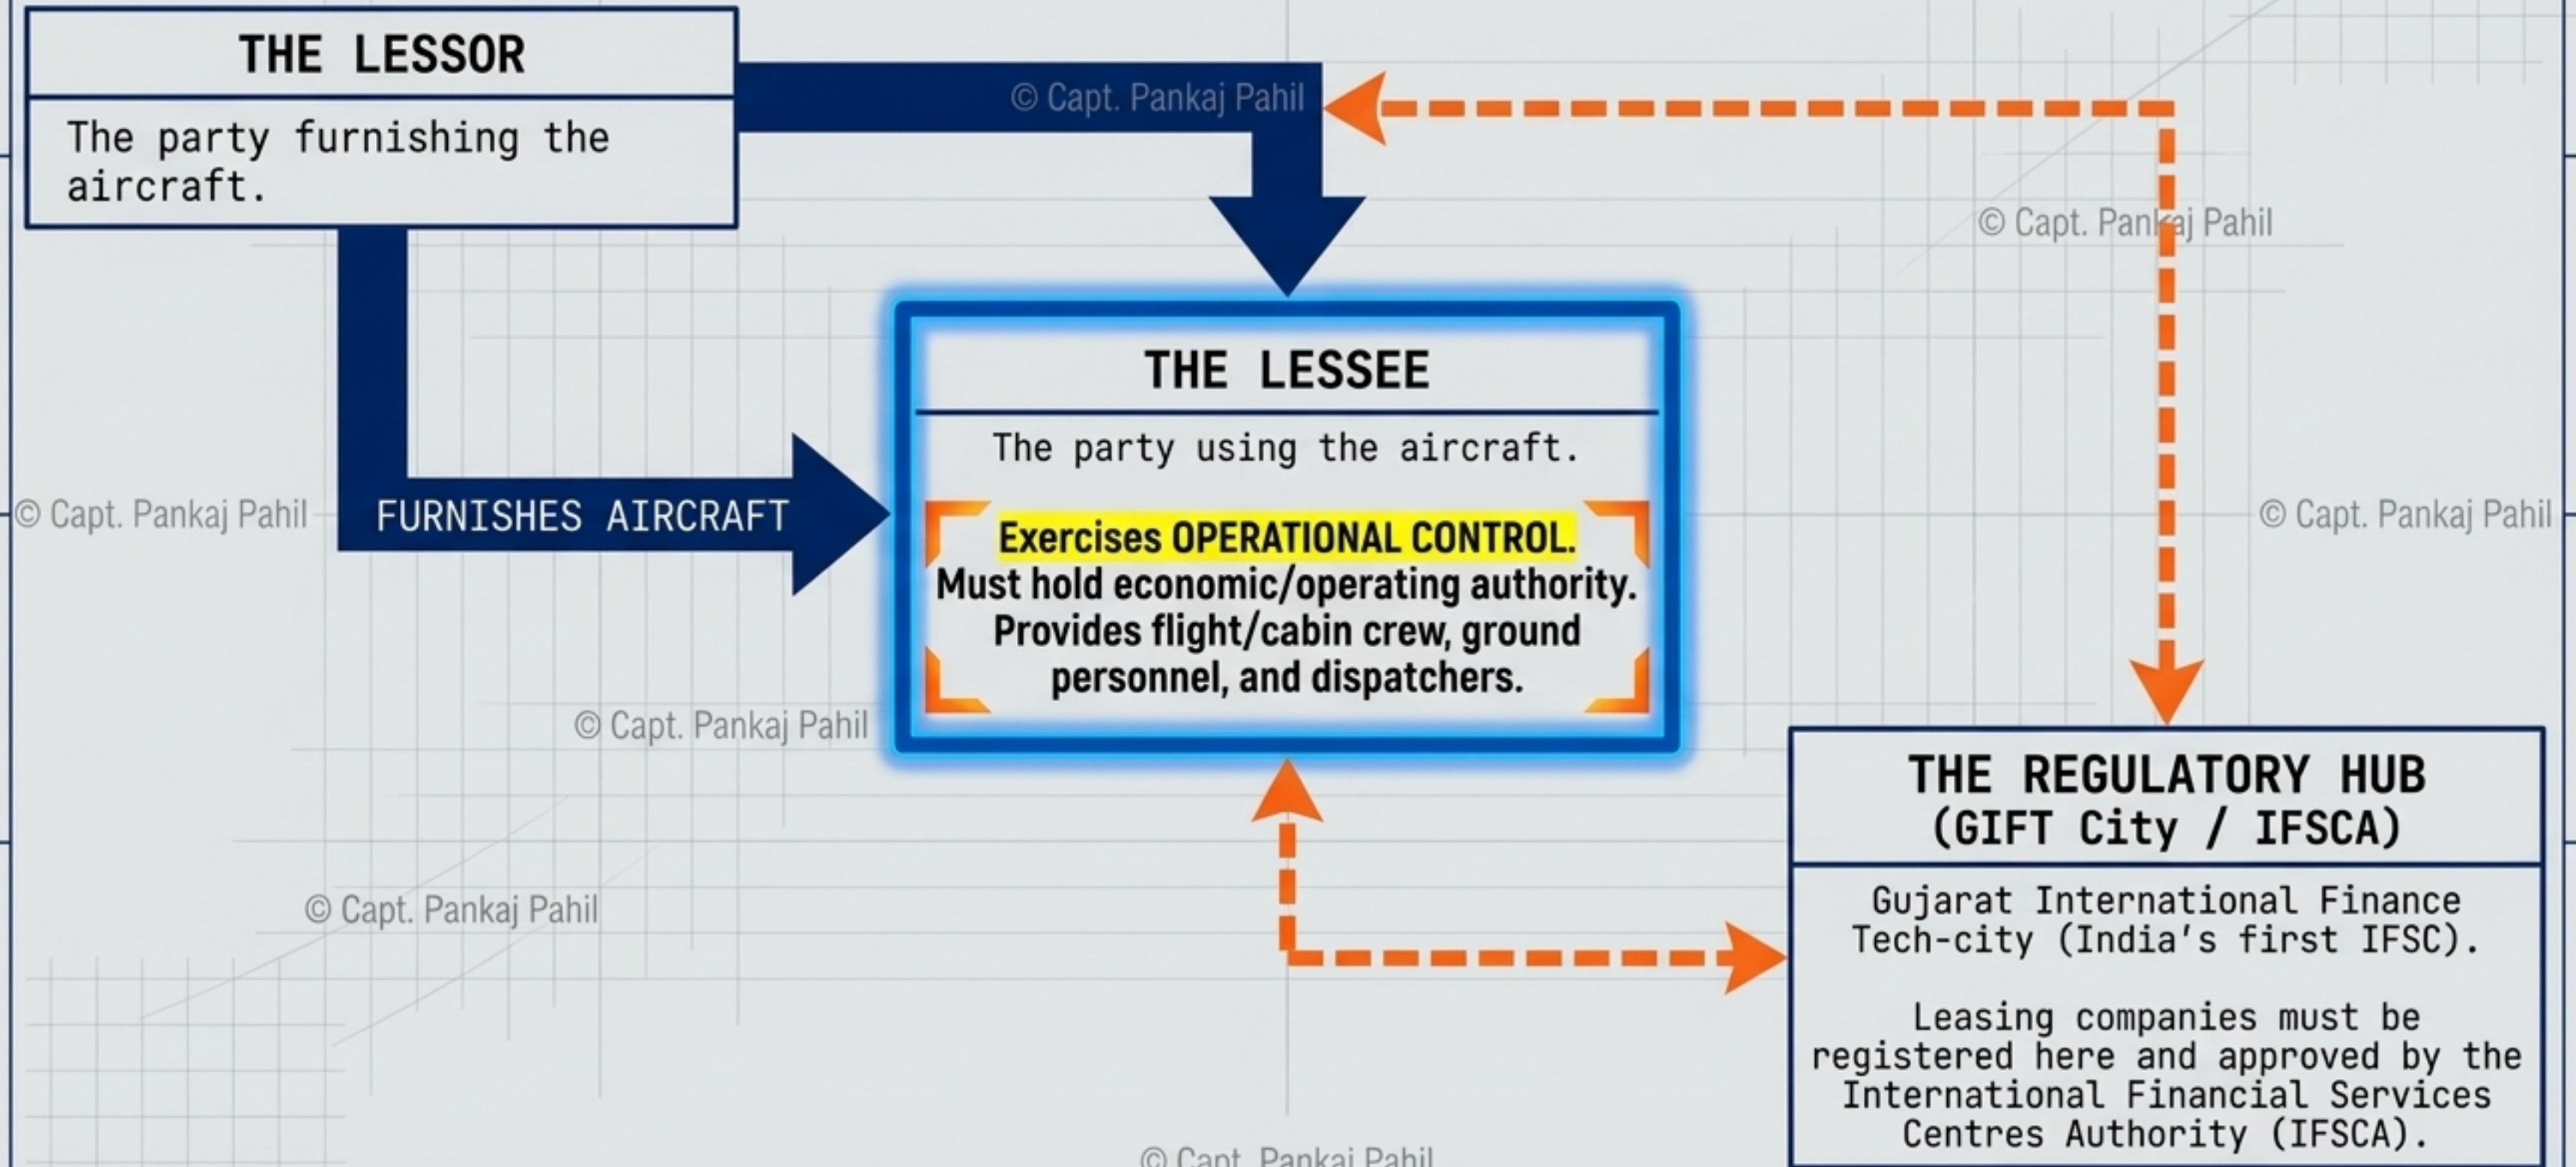 THE LESSOR
The party furnishing the
aircraft.
© Capt. Pankaj Pahil
© Capt. Pankaj Pahil
THE LESSEE
The party using the aircraft.
© Capt. Pankaj Pahil
FURNISHES AIRCRAFT
© Capt. Pankaj Pahil
Exercises OPERATIONAL CONTROL.
Must hold economic/operating authority.
Provides flight/cabin crew, ground
personnel, and dispatchers.
© Capt. Pankaj Pahil
THE REGULATORY HUB
(GIFT City / IFSCA)
Gujarat International Finance
Tech-city (India's first IFSC).
Leasing companies must be
registered here and approved by the
International Financial Services
Centres Authority (IFSCA).
© Capt. Pankaj Pahil
© Capt. Pankaj Pahil